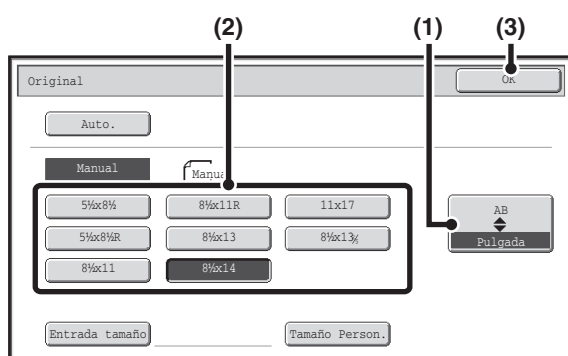 (2) (1) (3)
Original OK
Auto.
Manual Manua
5½x8½ 8½x11R 11x17
5½x8½R 8½x13 8½x13⅖
8½x11 8½x14
AB
Pulgada
Entrada tamaño Tamaño Person.